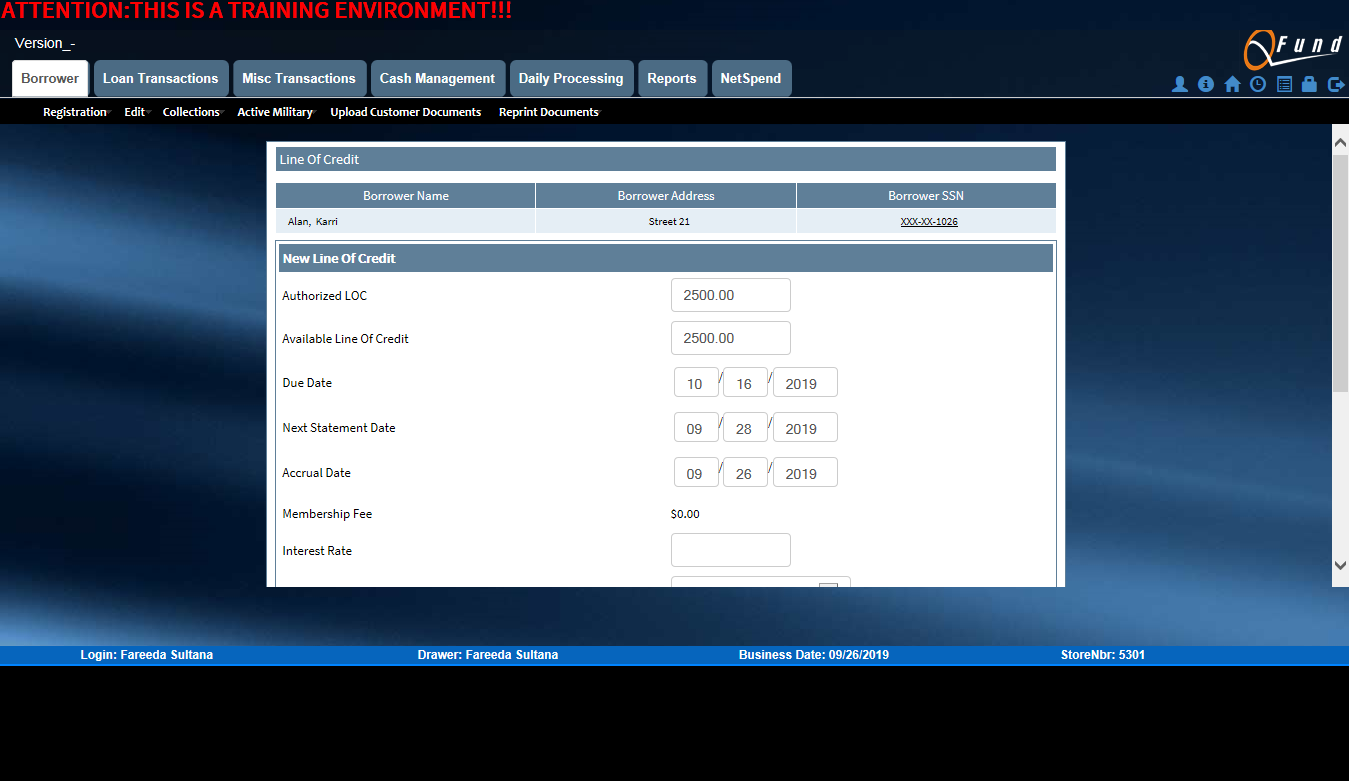 ATTENTION:THIS IS A TRAINING ENVIRONMENT!!!
Version_-
QFund
Borrower Loan Transactions Misc Transactions Cash Management Daily Processing Reports NetSpend
Registration Edit Collections Active Military Upload Customer Documents Reprint Documents
Line Of Credit
Borrower Name Borrower Address Borrower SSN
Alan, Karri Street 21 XXX-XX-1026
New Line Of Credit
Authorized LOC 2500.00
Available Line Of Credit 2500.00
Due Date 10 / 16 / 2019
Next Statement Date 09 / 28 / 2019
Accrual Date 09 / 26 / 2019
Membership Fee $0.00
Interest Rate
Login: Fareeda Sultana Drawer: Fareeda Sultana Business Date: 09/26/2019 StoreNbr: 5301